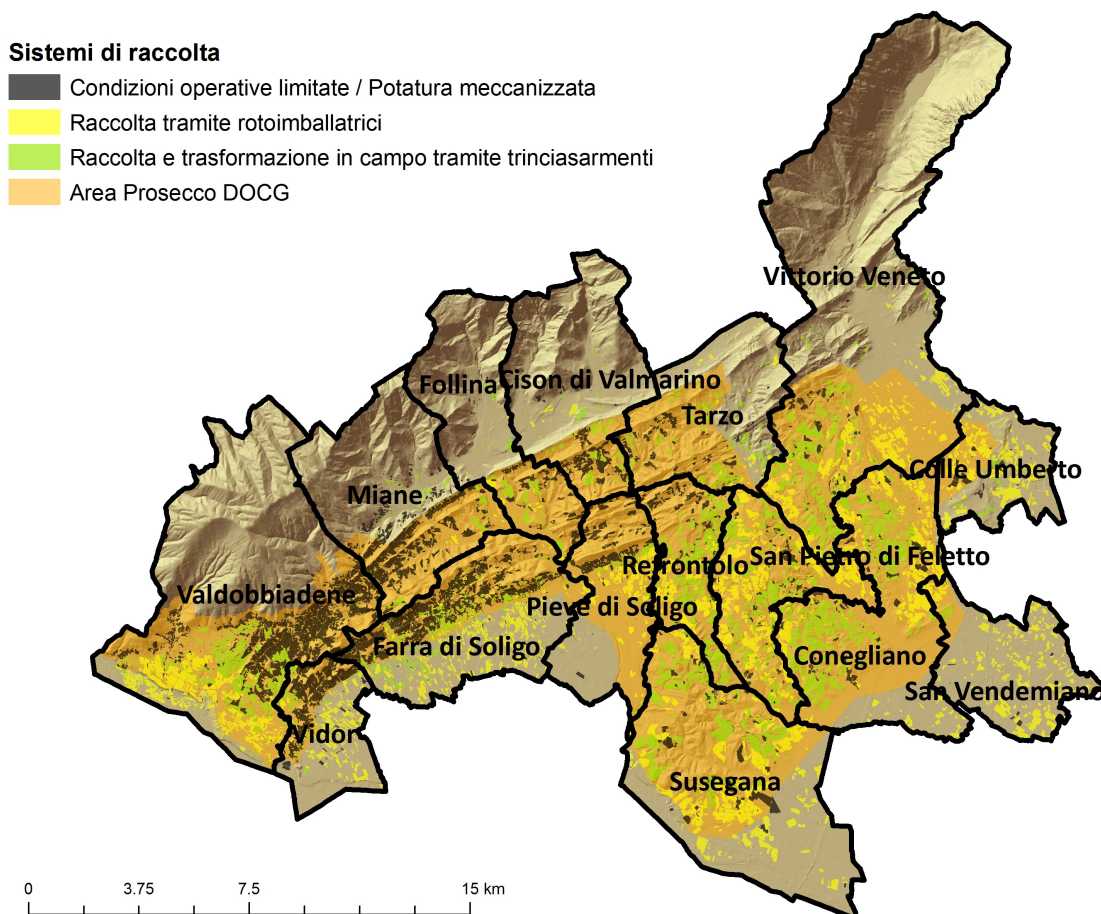 Sistemi di raccolta
Condizioni operative limitate / Potatura meccanizzata
Raccolta tramite rotoimballatrici
Raccolta e trasformazione in campo tramite trinciasarmenti
Area Prosecco DOCG
Vittorio Veneto
Follina
Cison di Valmarino
Tarzo
Colle Umberto
Miane
San Pietro di Feletto
Refrontolo
Valdobbiadene
Pieve di Soligo
Farra di Soligo
Conegliano
San Vendemiano
Vidor
Susegana
0 3.75 7.5 15 km